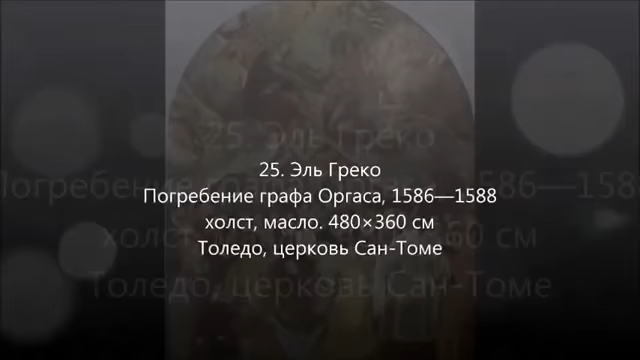 25. Эль Греко
Погребение графа Оргаса, 1586—1588
холст, масло. 480×360 см
Толедо, церковь Сан-Томе